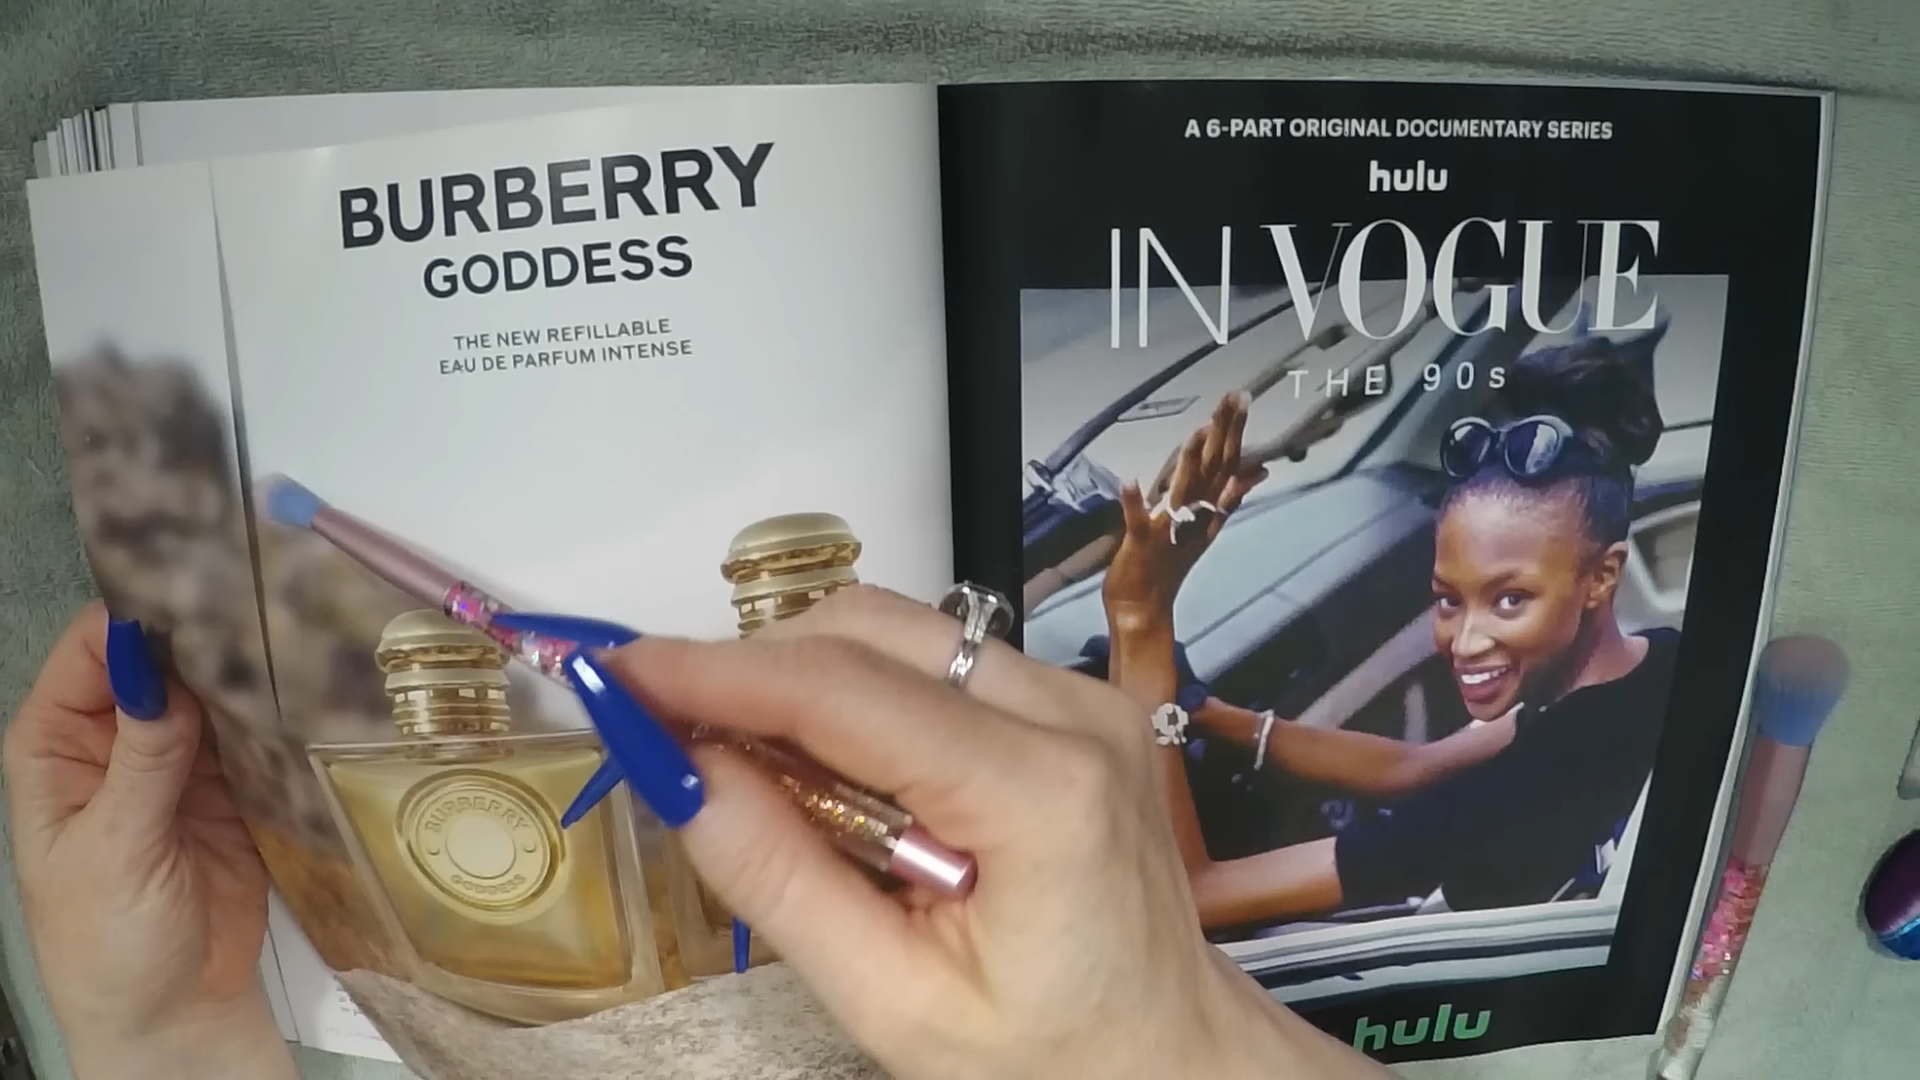 BURBERRY
GODDESS
THE NEW REFILLABLE
EAU DE PARFUM INTENSE
BURBERRY
GODDESS
A 6-PART ORIGINAL DOCUMENTARY SERIES
hulu
IN VOGUE
THE 90s
hulu